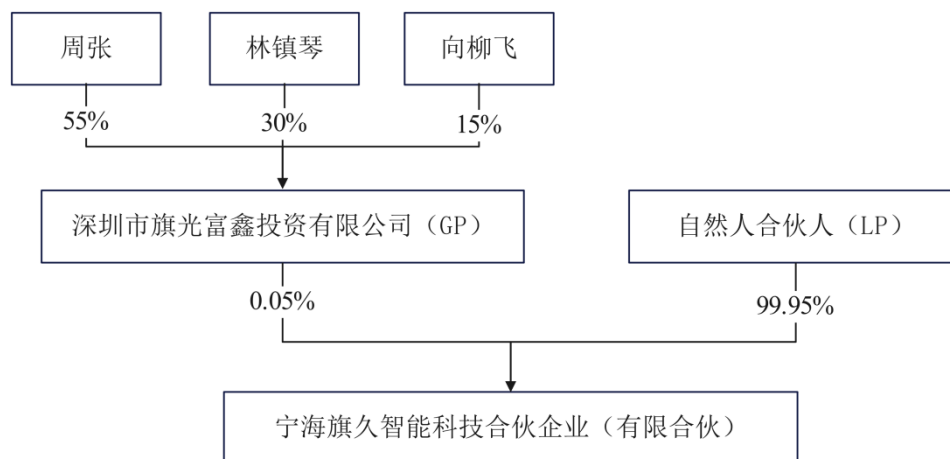 周张
林镇琴
向柳飞
55%
30%
15%
深圳市旗光富鑫投资有限公司（GP）
自然人合伙人（LP）
0.05%
99.95%
宁海旗久智能科技合伙企业（有限合伙）